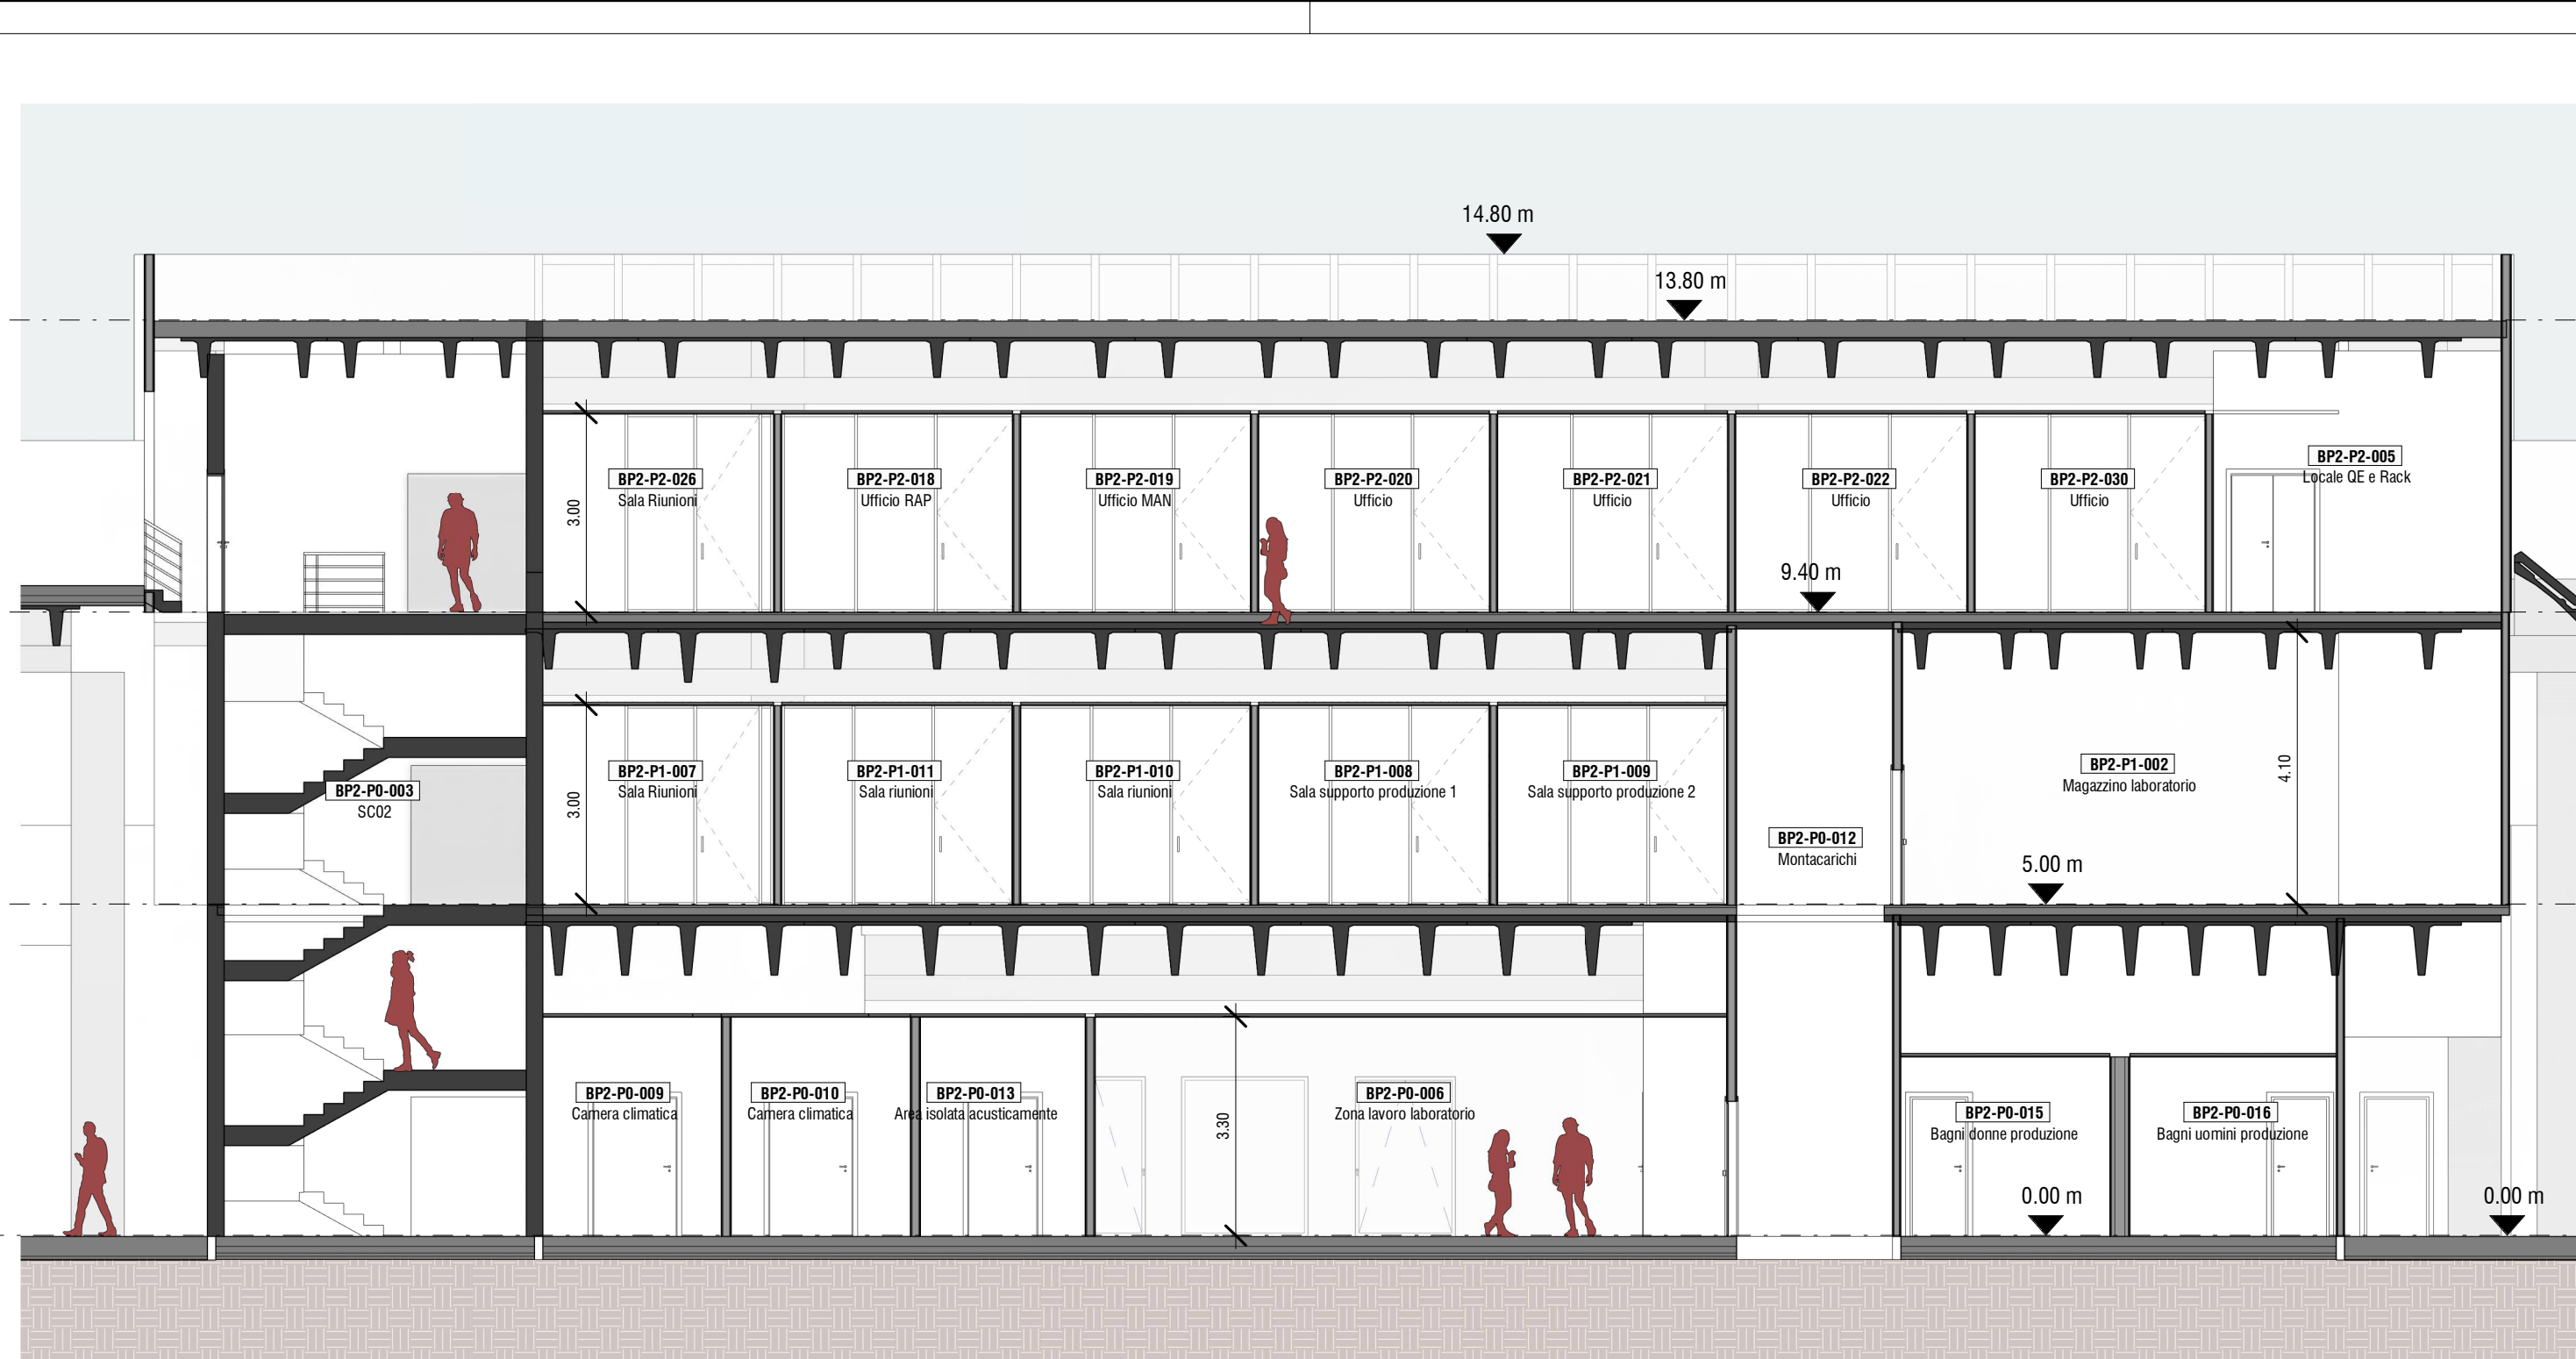 14.80 m
13.80 m
BP2-P2-026
Sala Riunioni
BP2-P2-018
Ufficio RAP
BP2-P2-019
Ufficio MAN
BP2-P2-020
Ufficio
BP2-P2-021
Ufficio
BP2-P2-022
Ufficio
BP2-P2-030
Ufficio
BP2-P2-005
Locale QE e Rack
3.00
9.40 m
BP2-P0-003
SC02
BP2-P1-007
Sala Riunioni
BP2-P1-011
Sala riunioni
BP2-P1-010
Sala riunioni
BP2-P1-008
Sala supporto produzione 1
BP2-P1-009
Sala supporto produzione 2
BP2-P1-002
Magazzino laboratorio
3.00
4.10
BP2-P0-012
Montacarichi
5.00 m
BP2-P0-009
Camera climatica
BP2-P0-010
Camera climatica
BP2-P0-013
Area isolata acusticamente
BP2-P0-006
Zona lavoro laboratorio
3.30
BP2-P0-015
Bagni donne produzione
BP2-P0-016
Bagni uomini produzione
0.00 m
0.00 m